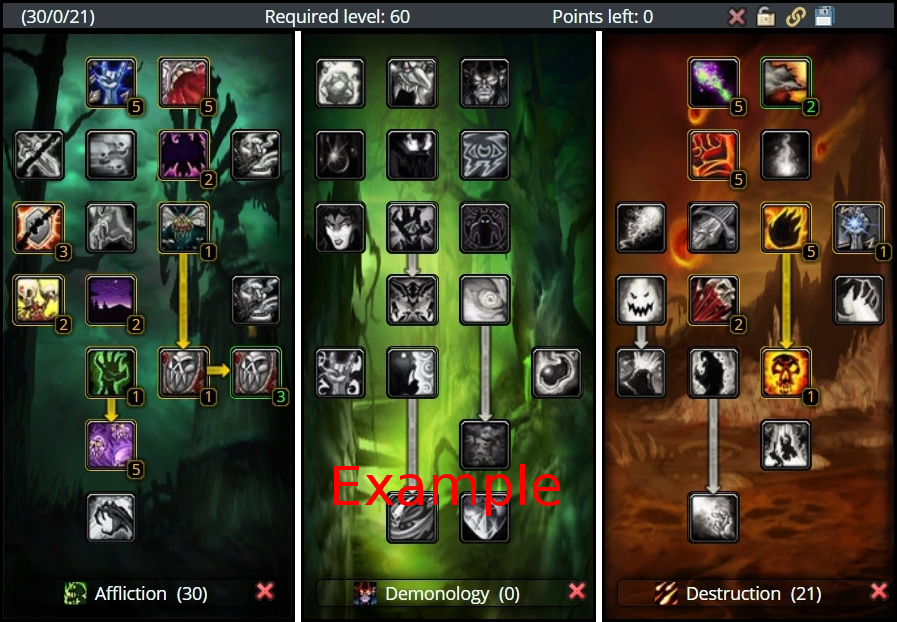 (30/0/21) Required level: 60 Points left: 0
5 5 5 2
2 5
3 1 5 1
2 2 2
1 1 3 1
5
Example
Affliction (30) Demonology (0) Destruction (21)